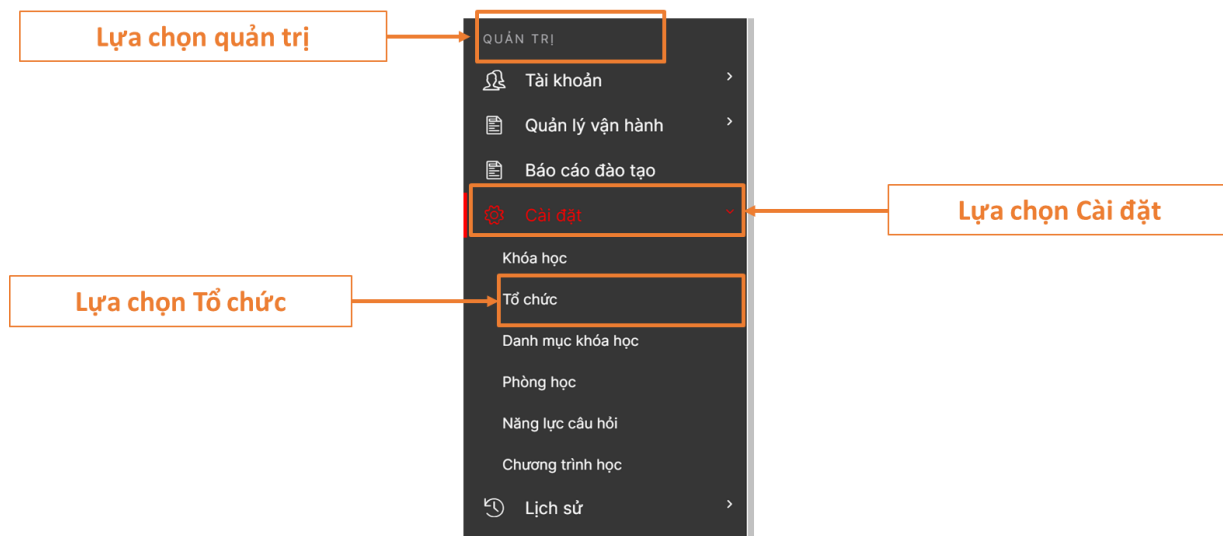 Lựa chọn quản trị
QUẢN TRỊ
Tài khoản
Quản lý vận hành
Báo cáo đào tạo
Cài đặt
Lựa chọn Cài đặt
Khóa học
Lựa chọn Tổ chức
Tổ chức
Danh mục khóa học
Phòng học
Năng lực câu hỏi
Chương trình học
Lịch sử